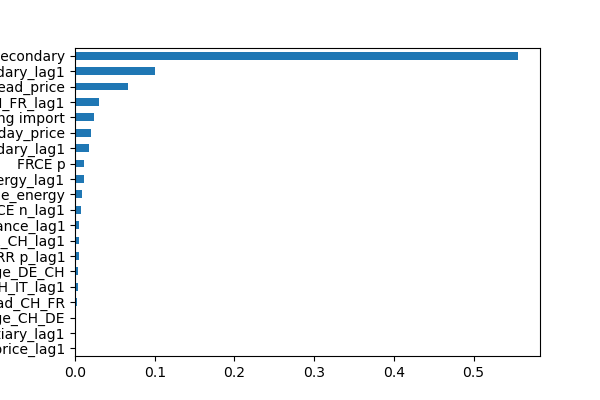 econdary
dary_lag1
ead_price
_FR_lag1
ng import
day_price
dary_lag1
FRCE p
ergy_lag1
e_energy
CE n_lag1
ance_lag1
_CH_lag1
RR p_lag1
ge_DE_CH
H_IT_lag1
ad_CH_FR
ge_CH_DE
tiary_lag1
price_lag1
0.0 0.1 0.2 0.3 0.4 0.5